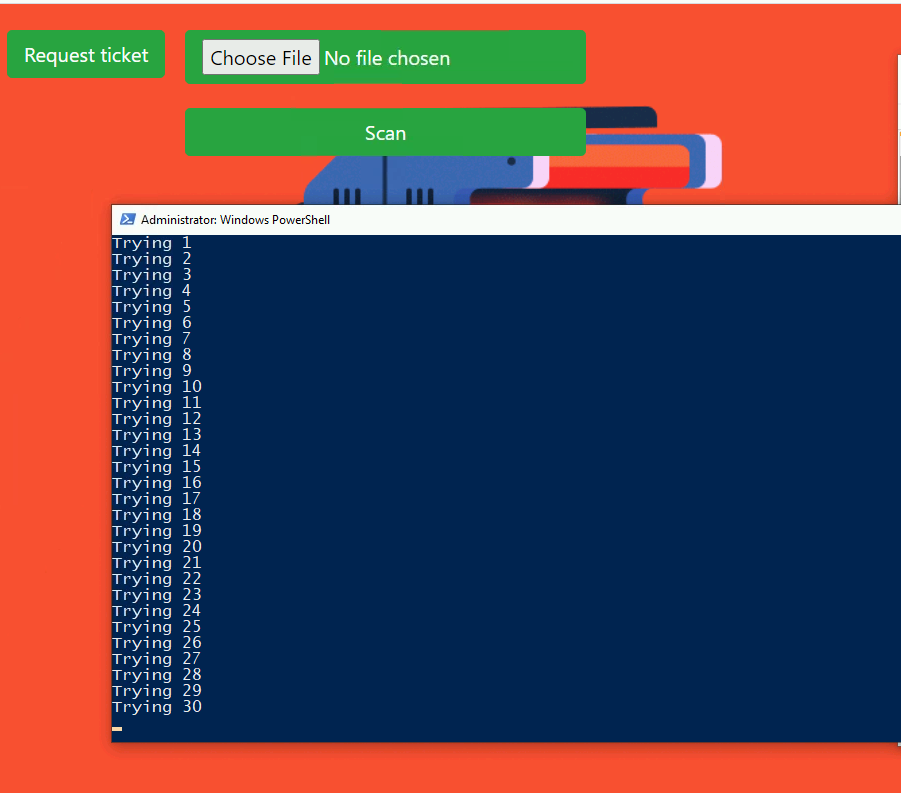 Request ticket
Choose File No file chosen
Scan
Administrator: Windows PowerShell
Trying 1
Trying 2
Trying 3
Trying 4
Trying 5
Trying 6
Trying 7
Trying 8
Trying 9
Trying 10
Trying 11
Trying 12
Trying 13
Trying 14
Trying 15
Trying 16
Trying 17
Trying 18
Trying 19
Trying 20
Trying 21
Trying 22
Trying 23
Trying 24
Trying 25
Trying 26
Trying 27
Trying 28
Trying 29
Trying 30